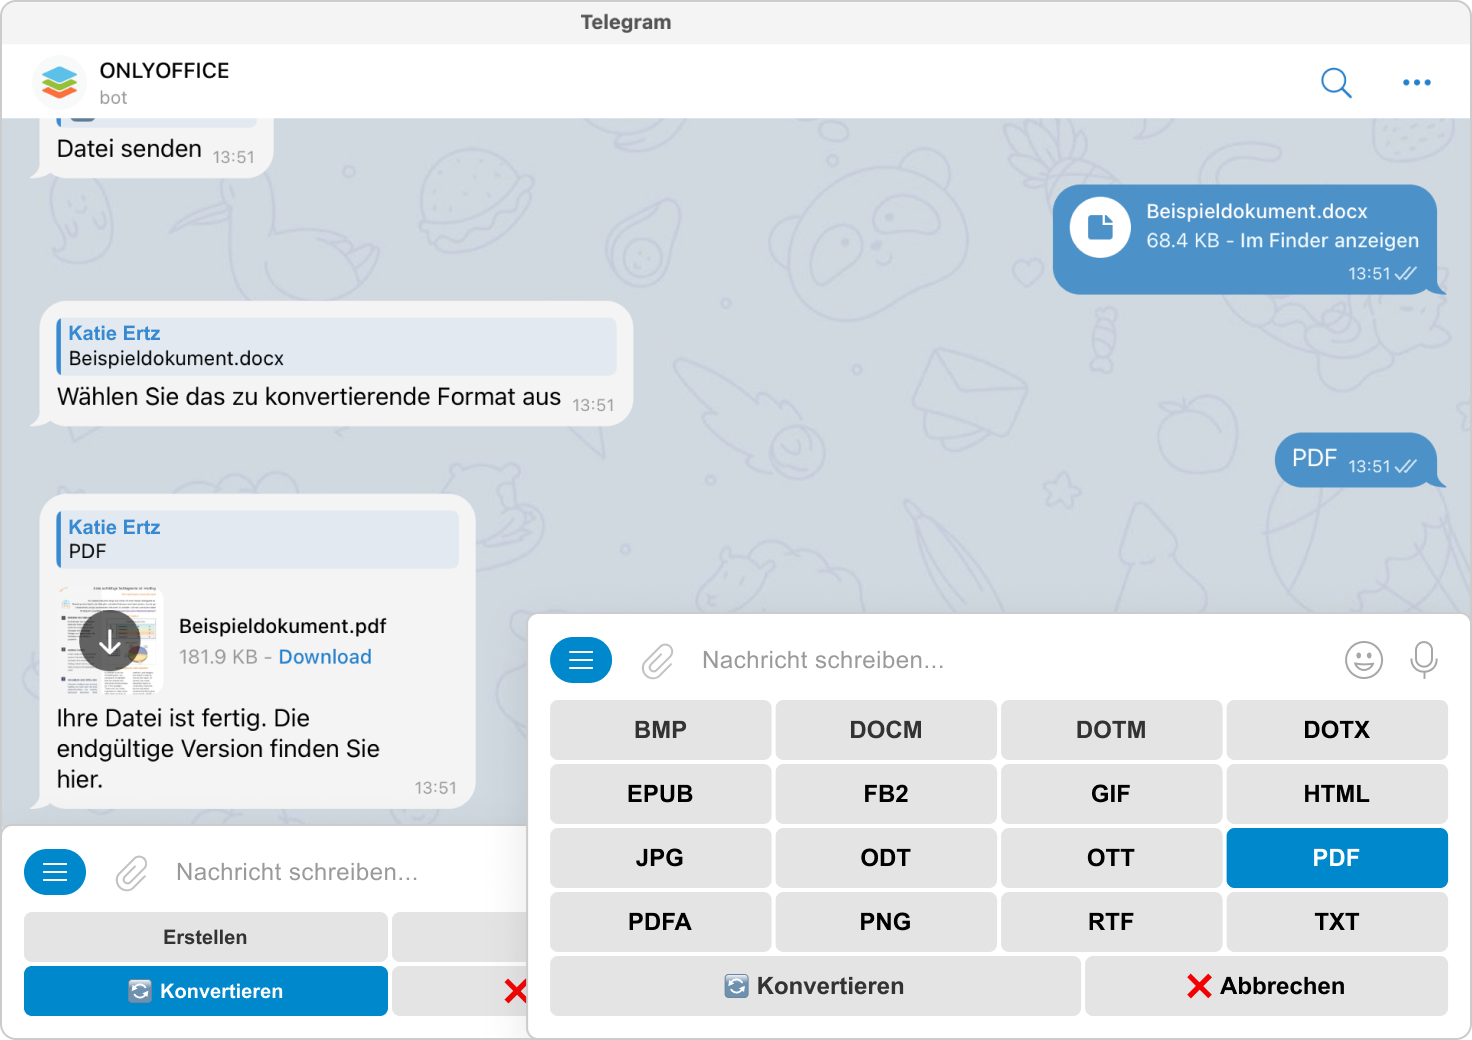 Telegram
ONLYOFFICE
bot
Datei senden 13:51
Beispieldokument.docx
68.4 KB - Im Finder anzeigen
13:51
Katie Ertz
Beispieldokument.docx
Wählen Sie das zu konvertierende Format aus 13:51
PDF 13:51
Katie Ertz
PDF
Beispieldokument.pdf
181.9 KB - Download
Ihre Datei ist fertig. Die
endgültige Version finden Sie
hier.
13:51
Nachricht schreiben...
Erstellen
Konvertieren
Nachricht schreiben...
BMP DOCM DOTM DOTX
EPUB FB2 GIF HTML
JPG ODT OTT PDF
PDFA PNG RTF TXT
Konvertieren Abbrechen